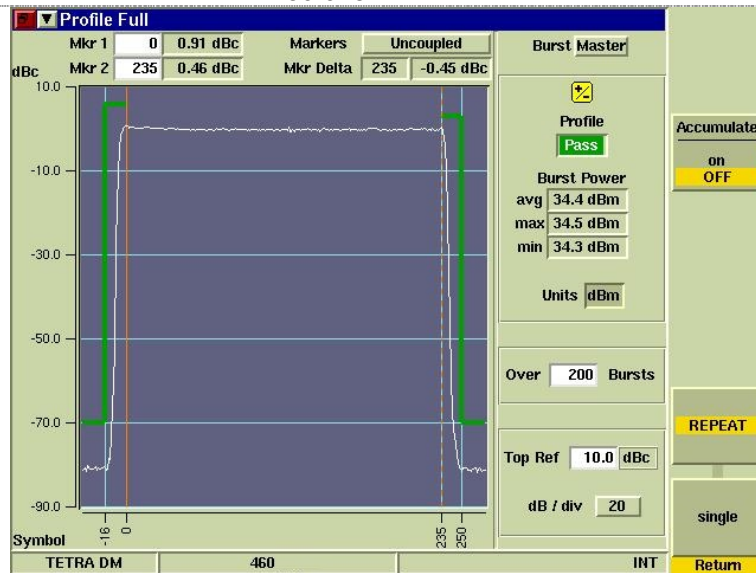 Profile Full
Mkr 1 0 0.91 dBc Markers Uncoupled
Mkr 2 235 0.46 dBc Mkr Delta 235 -0.45 dBc
Burst Master
dBc
10.0
-10.0
-30.0
-50.0
-70.0
-90.0
Symbol -16 0 235 250
Profile
Pass
Burst Power
avg 34.4 dBm
max 34.5 dBm
min 34.3 dBm
Units dBm
Over 200 Bursts
Top Ref 10.0 dBc
dB / div 20
Accumulate
on
OFF
REPEAT
single
Return
TETRA DM 460 INT